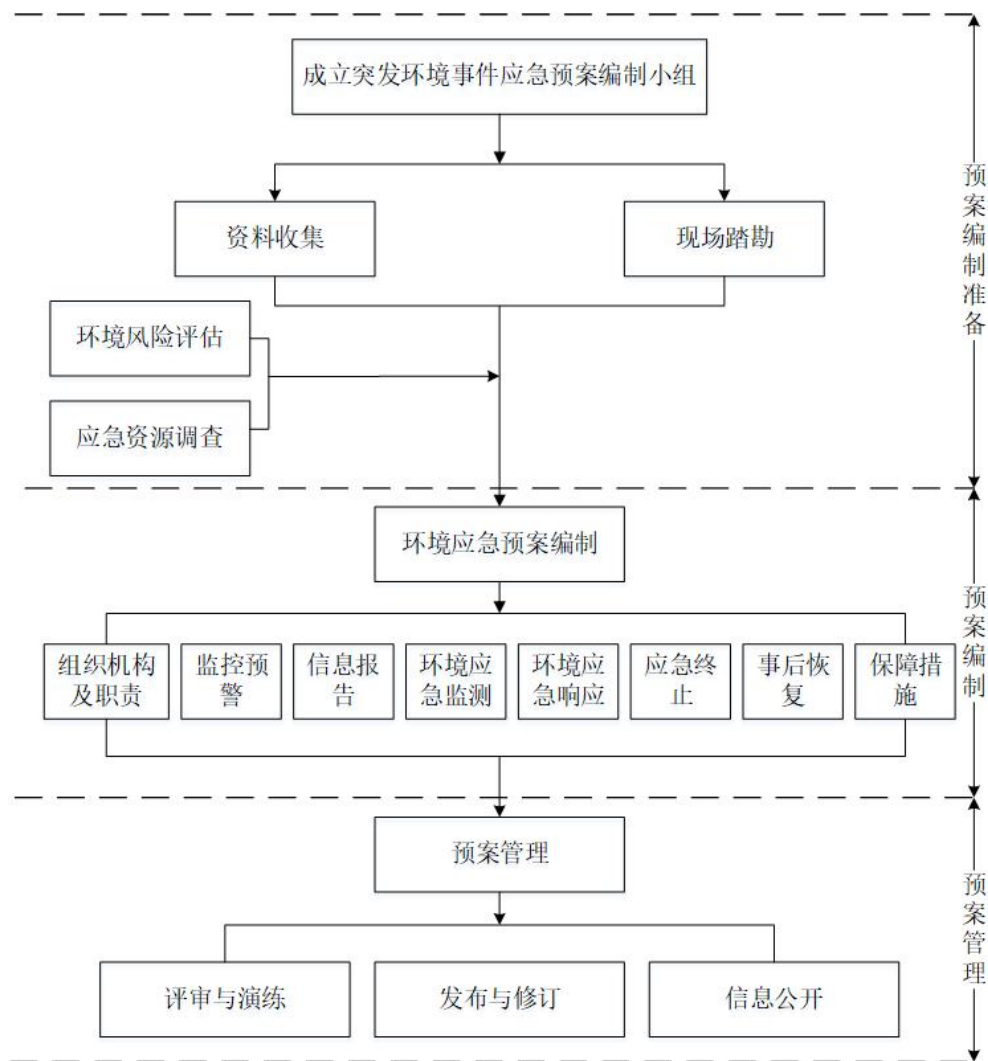 成立突发环境事件应急预案编制小组
资料收集
现场踏勘
环境风险评估
应急资源调查
预案编制准备
环境应急预案编制
组织机构
及职责
监控预
警
信息报
告
环境应
急监测
环境应
急响应
应急终
止
事后恢
复
保障措
施
预案编制
预案管理
评审与演练
发布与修订
信息公开
预案管理